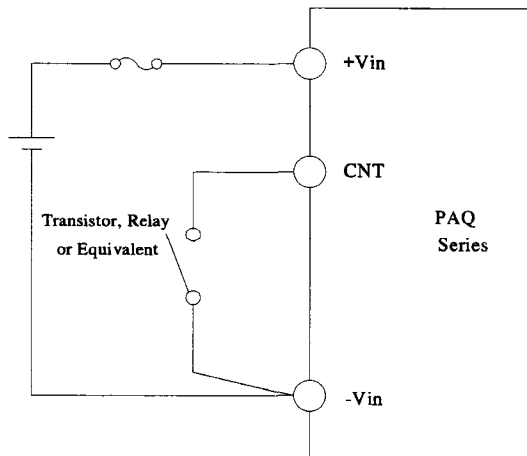 +Vin
CNT
Transistor, Relay
or Equivalent
PAQ
Series
-Vin